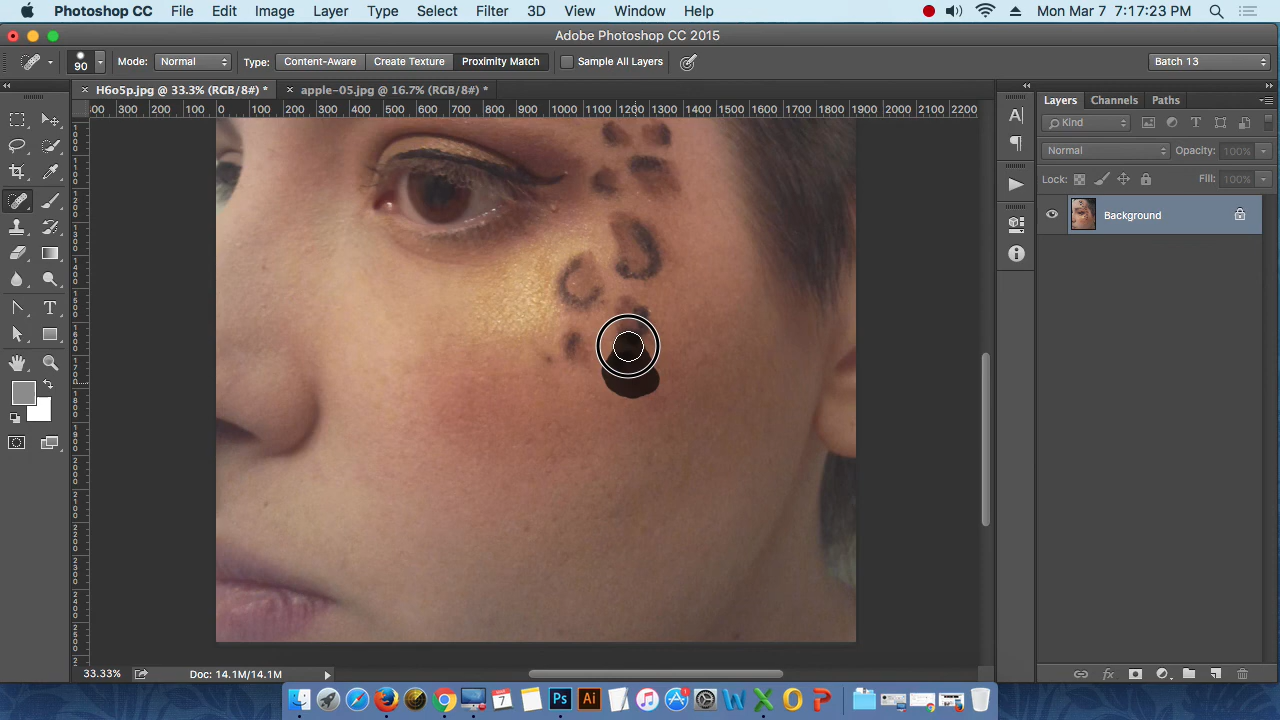 Photoshop CC File Edit Image Layer Type Select Filter 3D View Window Help Mon Mar 7 7:17:23 PM
Adobe Photoshop CC 2015
90 Mode: Normal Type: Content-Aware Create Texture Proximity Match Sample All Layers Batch 13
H6o5p.jpg @ 33.3% (RGB/8#) * apple-05.jpg @ 16.7% (RGB/8#) *
0 100 200 300 400 500 600 700 800 900 1000 1100 1200 1300 1400 1500 1600 1700 1800 1900 2000 2100 2200
Layers Channels Paths
Kind
Normal Opacity: 100%
Lock: Fill: 100%
Background
33.33% Doc: 14.1M/14.1M
7 Ps Ai